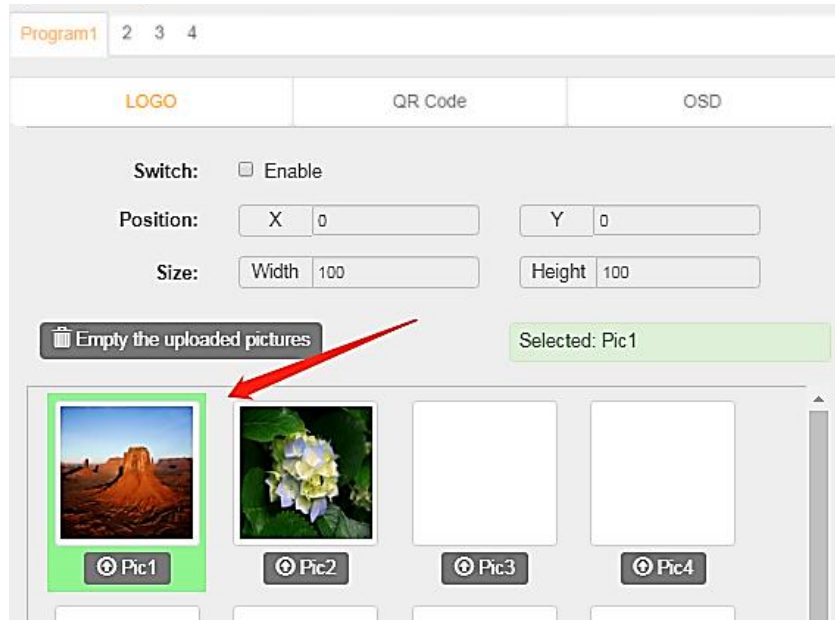 Program1 2 3 4
LOGO QR Code OSD
Switch: Enable
Position: X 0 Y 0
Size: Width 100 Height 100
Empty the uploaded pictures Selected: Pic1
Pic1 Pic2 Pic3 Pic4